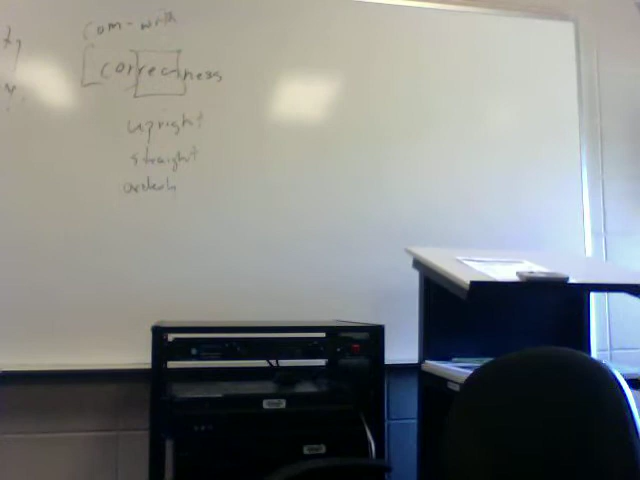 com-with
[correctness
upright
straight
orderly